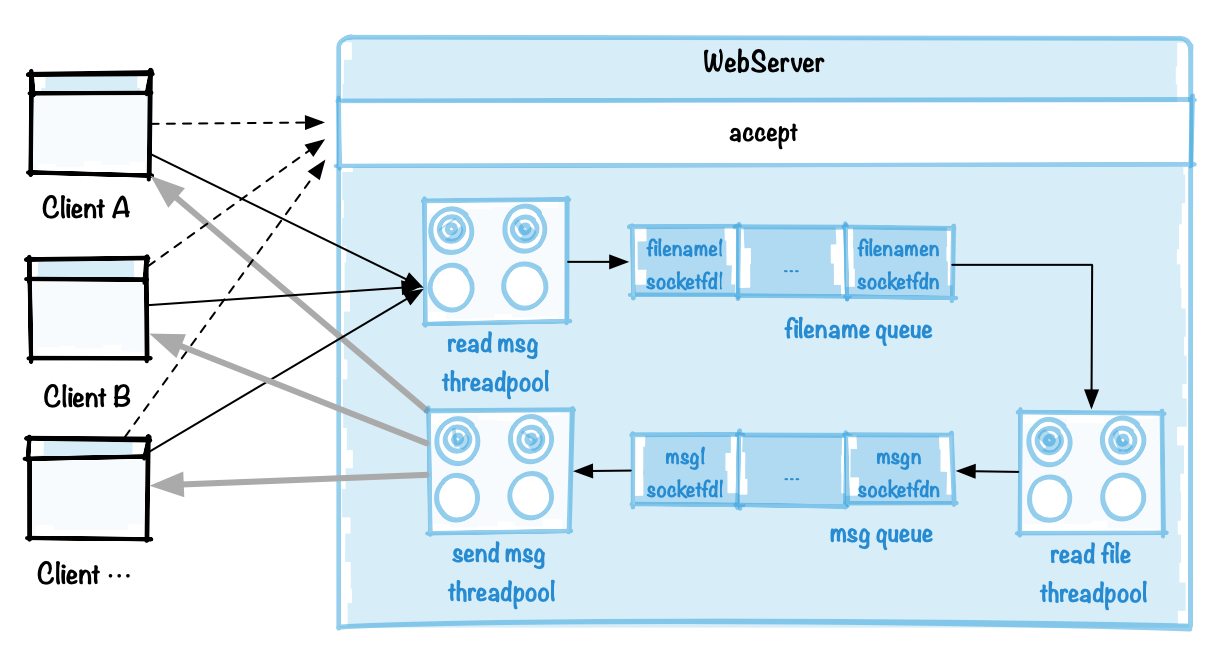 WebServer
accept
Client A
Client B
Client ...
read msg
threadpool
filename1
socketfd1
...
filenamen
socketfdn
filename queue
send msg
threadpool
msg1
socketfd1
...
msgn
socketfdn
msg queue
read file
threadpool